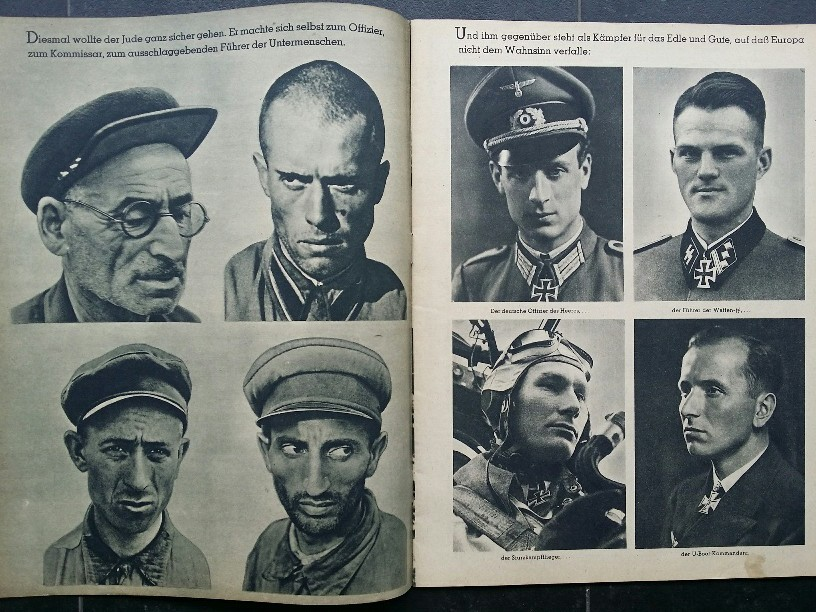 Diesmal wollte der Jude ganz sicher gehen. Er machte sich selbst zum Offizier,
zum Kommissar, zum ausschlaggebenden Führer der Untermenschen.
Und ihm gegenüber steht als Kämpfer für das Edle und Gute, auf daß Europa
nicht dem Wahnsinn verfalle:
Der deutsche Offizier des Heeres...
der Führer der Waffen-SS....
der Sturzkampfflieger...
der U-Boot-Kommandant.